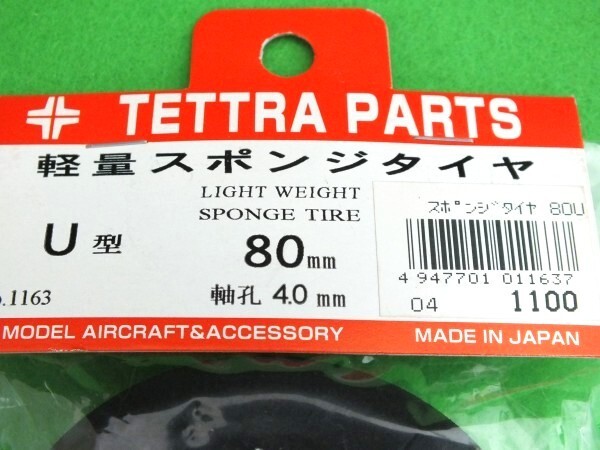 TETTRA PARTS
軽量スポンジタイヤ
LIGHT WEIGHT
SPONGE TIRE
U型
80mm
軸孔 4.0mm
.1163
スポンジタイヤ 80U
4 947701 011637
04 1100
MODEL AIRCRAFT&ACCESSORY
MADE IN JAPAN